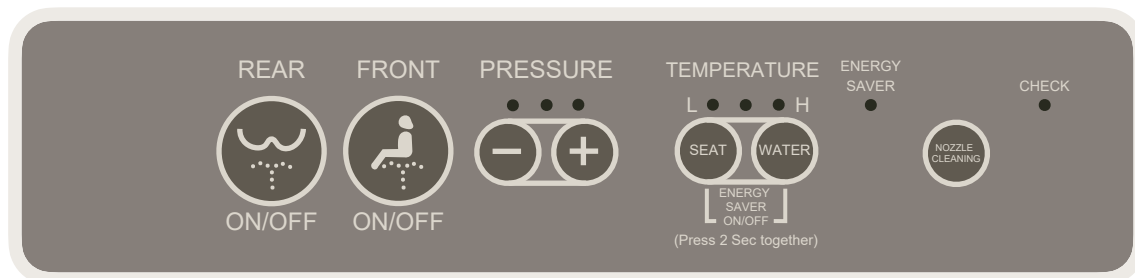 REAR
FRONT
PRESSURE
TEMPERATURE
ENERGY
SAVER
CHECK
L H
SEAT
WATER
NOZZLE
CLEANING
ON/OFF
ON/OFF
ENERGY
SAVER
ON/OFF
(Press 2 Sec together)